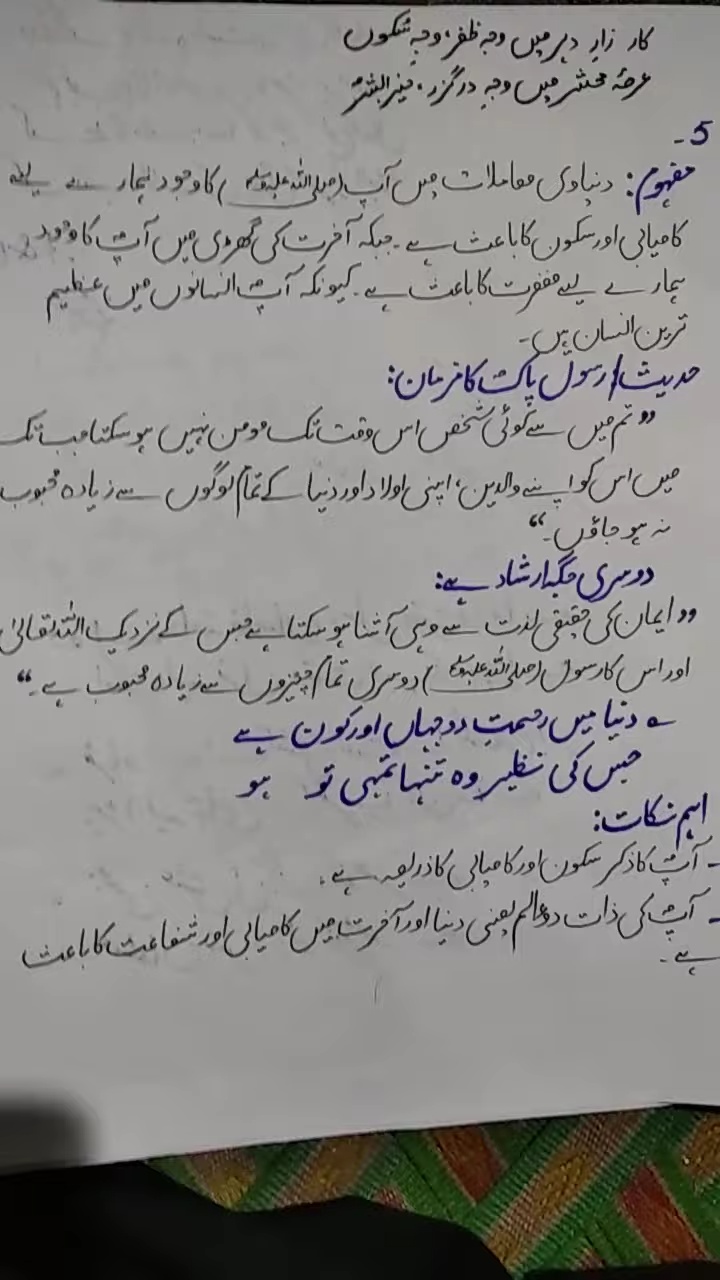 کار زارِ دہر میں وجہِ ظفر، وجہِ سکوں
عرصۂ محشر میں وجہِ درگزر، خیر البشرؐ
5-
مفہوم: دنیاوی معاملات میں آپ (صلی اللہ علیہ وسلم) کا وجود ہمارے لیے
کامیابی اور سکون کا باعث ہے۔ جبکہ آخرت کی گھڑی میں آپؐ کا وجود
ہمارے لیے مغفرت کا باعث ہے۔ کیونکہ آپؐ انسانوں میں عظیم
ترین انسان ہیں۔
حدیث/رسول پاکؐ کا فرمان:
”تم میں سے کوئی شخص اس وقت تک مومن نہیں ہو سکتا جب تک
میں اس کو اپنے والدین، اپنی اولاد اور دنیا کے تمام لوگوں سے زیادہ محبوب
نہ ہو جاؤں۔“
دوسری جگہ ارشاد ہے:
”ایمان کی حقیقی لذت سے وہی آشنا ہو سکتا ہے جس کے نزدیک اللہ تعالیٰ
اور اس کا رسول (صلی اللہ علیہ وسلم) دوسری تمام چیزوں سے زیادہ محبوب ہے۔“
؎ دنیا میں رحمتِ دو جہاں اور کون ہے
جس کی نظیر وہ تنہا تمہی تو ہو
اہم نکات:
- آپؐ کا ذکر سکون اور کامیابی کا ذریعہ ہے۔
- آپؐ کی ذات دو عالم یعنی دنیا اور آخرت میں کامیابی اور شفاعت کا باعث
ہے۔